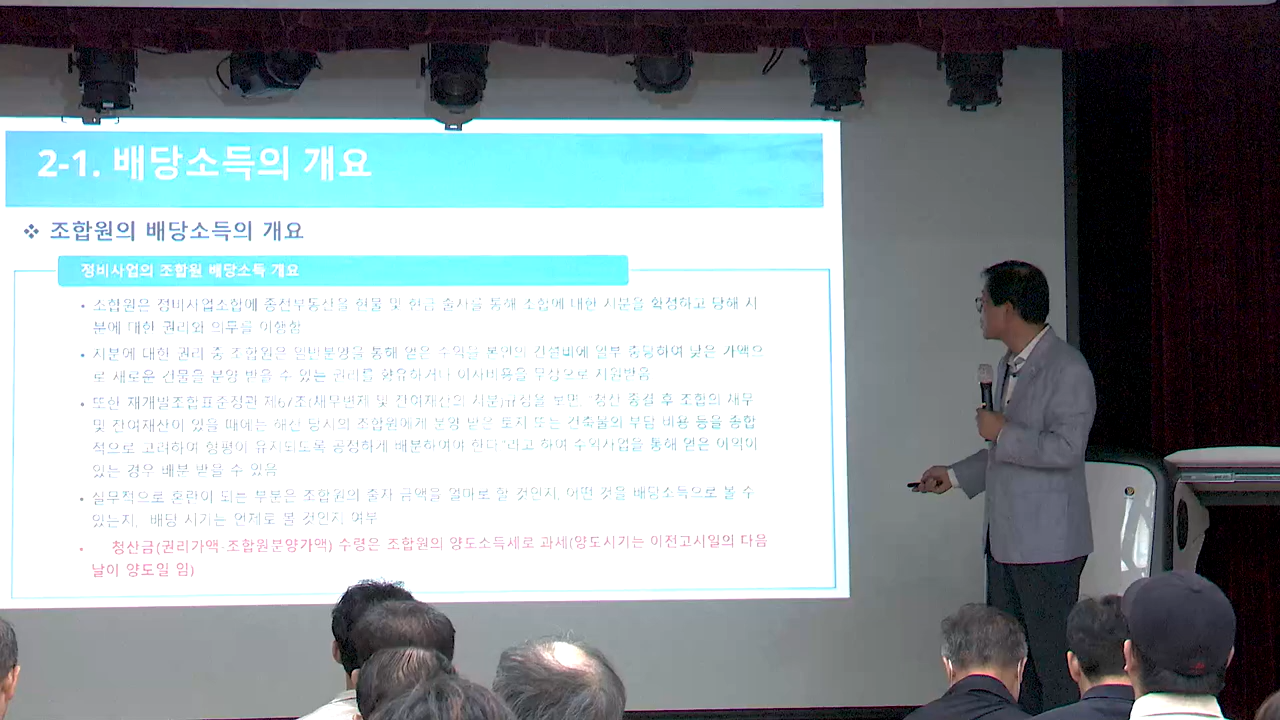 2-1. 배당소득의 개요
❖ 조합원의 배당소득의 개요
정비사업의 조합원 배당소득 개요
• 조합원은 정비사업조합에 종전부동산을 현물 및 현금 출자를 통해 조합에 대한 지분을 확정하고 당해 지
분에 대한 권리와 의무를 이행함
• 지분에 대한 권리 중 조합원은 일반분양을 통해 얻은 수익을 본인의 건설비에 일부 충당하여 낮은 가액으
로 새로운 건물을 분양 받을 수 있는 권리를 향유하거나 이사비용을 무상으로 지원받음
• 또한 재개발조합표준정관 (채무변제 및 잔여재산의 처분)규정을 보면, "청산 종결 후 조합의 채무
및 잔여재산이 있을 때에는 해산 당시의 조합원에게 분양 받은 토지 또는 건축물의 부담 비용 등을 종합
적으로 고려하여 형평이 유지되도록 공정하게 배분하여야 한다"라고 하여 수익사업을 통해 얻은 이익이
있는 경우 배분 받을 수 있음
• 실무적으로 혼란이 되는 부분은 조합원의 출자 금액을 얼마로 할 것인지, 어떤 것을 배당소득으로 볼 수
있는지, 배당 시기는 언제로 볼 것인지 여부
• 청산금(권리가액-조합원분양가액) 수령은 조합원의 양도소득세로 과세(양도시기는 이전고시일의 다음
날이 양도일 임)